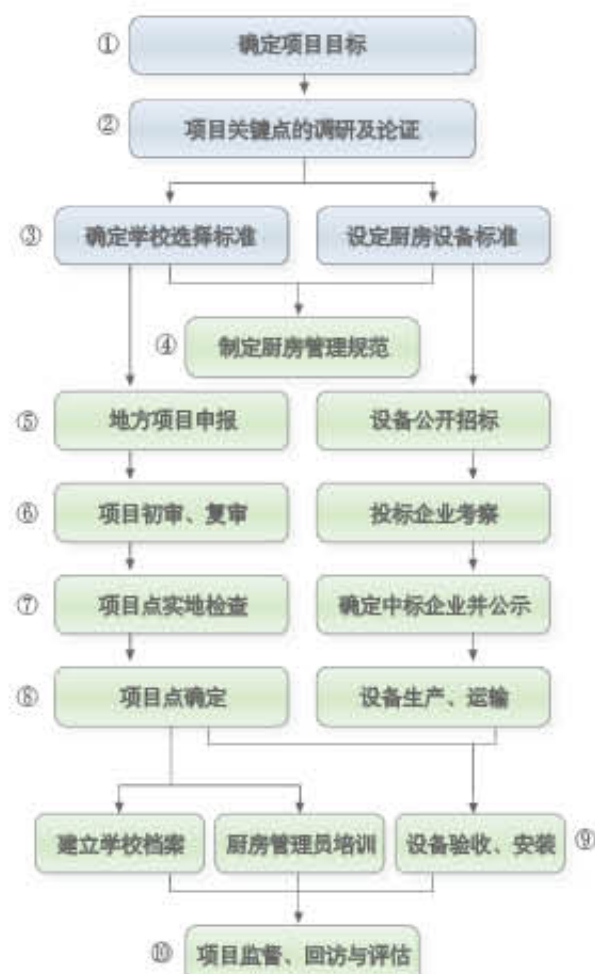 ① 确定项目目标
② 项目关键点的调研及论证
③ 确定学校选择标准 设定厨房设备标准
④ 制定厨房管理规范
⑤ 地方项目申报 设备公开招标
⑥ 项目初审、复审 投标企业考察
⑦ 项目点实地检查 确定中标企业并公示
⑧ 项目点确定 设备生产、运输
建立学校档案 厨房管理员培训 设备验收、安装 ⑨
⑩ 项目监督、回访与评估